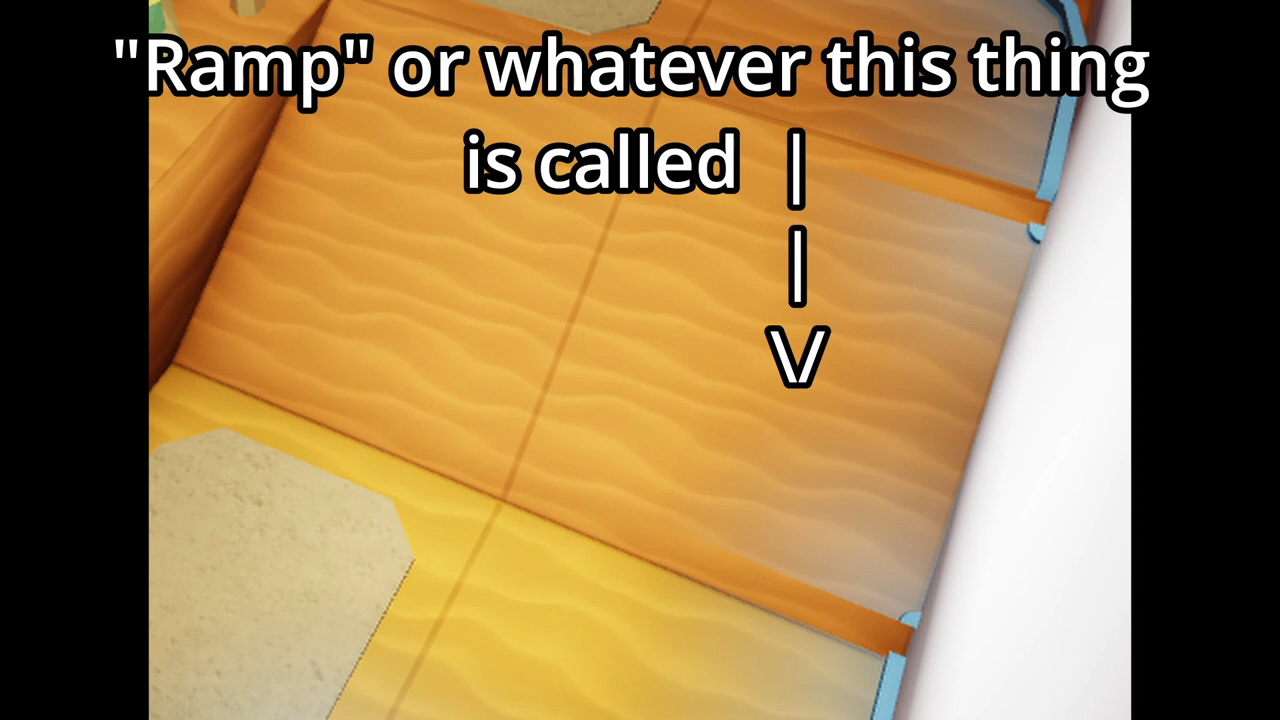 "Ramp" or whatever this thing
is called |
|
V